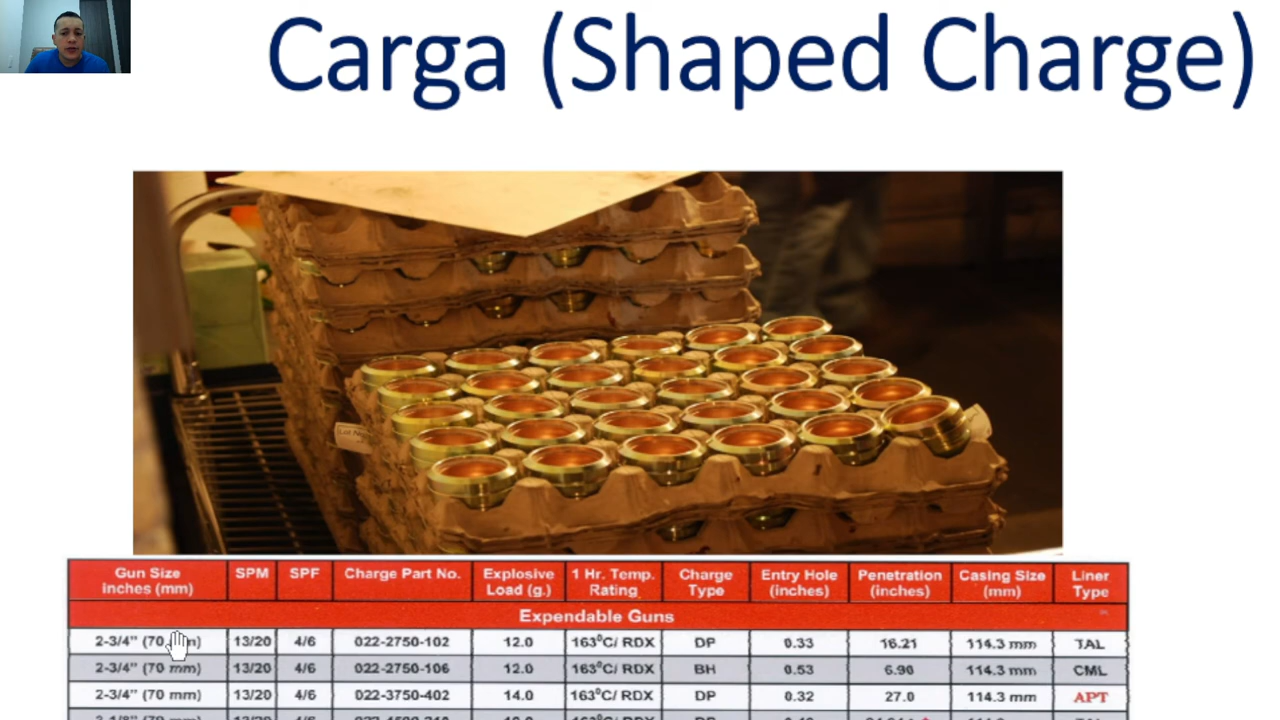 Carga (Shaped Charge)
Gun Size inches (mm) SPM SPF Charge Part No. Explosive Load (g.) 1 Hr. Temp. Rating Charge Type Entry Hole (inches) Penetration (inches) Casing Size (mm) Liner Type
Expendable Guns
2-3/4" (70 mm) 13/20 4/6 022-2750-102 12.0 163⁰C/ RDX DP 0.33 16.21 114.3 mm TAL
2-3/4" (70 mm) 13/20 4/6 022-2750-106 12.0 163⁰C/ RDX BH 0.53 6.90 114.3 mm CML
2-3/4" (70 mm) 13/20 4/6 022-3750-402 14.0 163⁰C/ RDX DP 0.32 27.0 114.3 mm APT